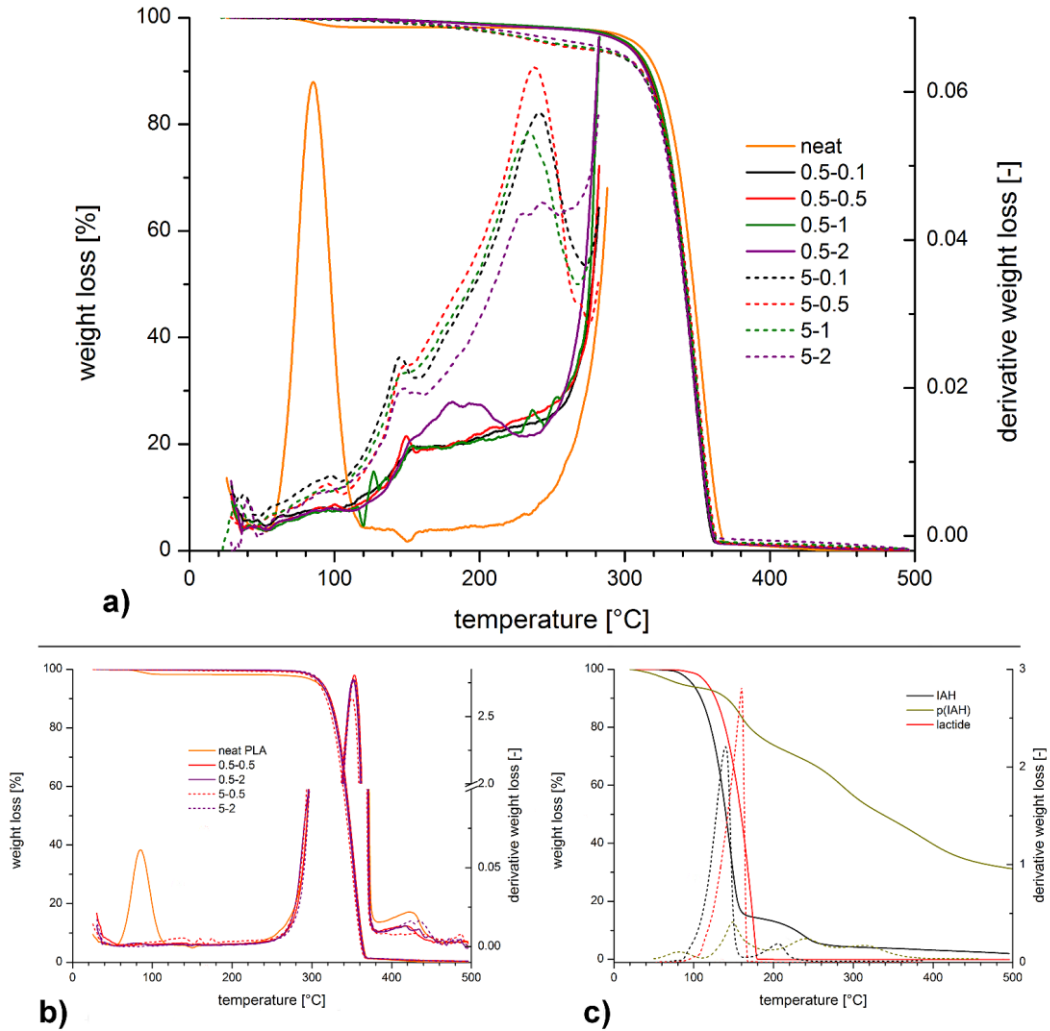 100
80
60
40
20
0
weight loss [%]
0.06
0.04
0.02
0.00
derivative weight loss [-]
neat
0.5-0.1
0.5-0.5
0.5-1
0.5-2
5-0.1
5-0.5
5-1
5-2
0 100 200 300 400 500
temperature [°C]
a)
100
80
60
40
20
0
weight loss [%]
2.5
2.0
0.05
0.00
derivative weight loss [-]
neat PLA
0.5-0.5
0.5-2
5-0.5
5-2
0 100 200 300 400 500
temperature [°C]
b)
100
90
80
70
60
50
40
30
20
10
0
weight loss [%]
3
2
1
0
derivative weight loss [-]
IAH
p(IAH)
lactide
0 100 200 300 400 500
temperature [°C]
c)